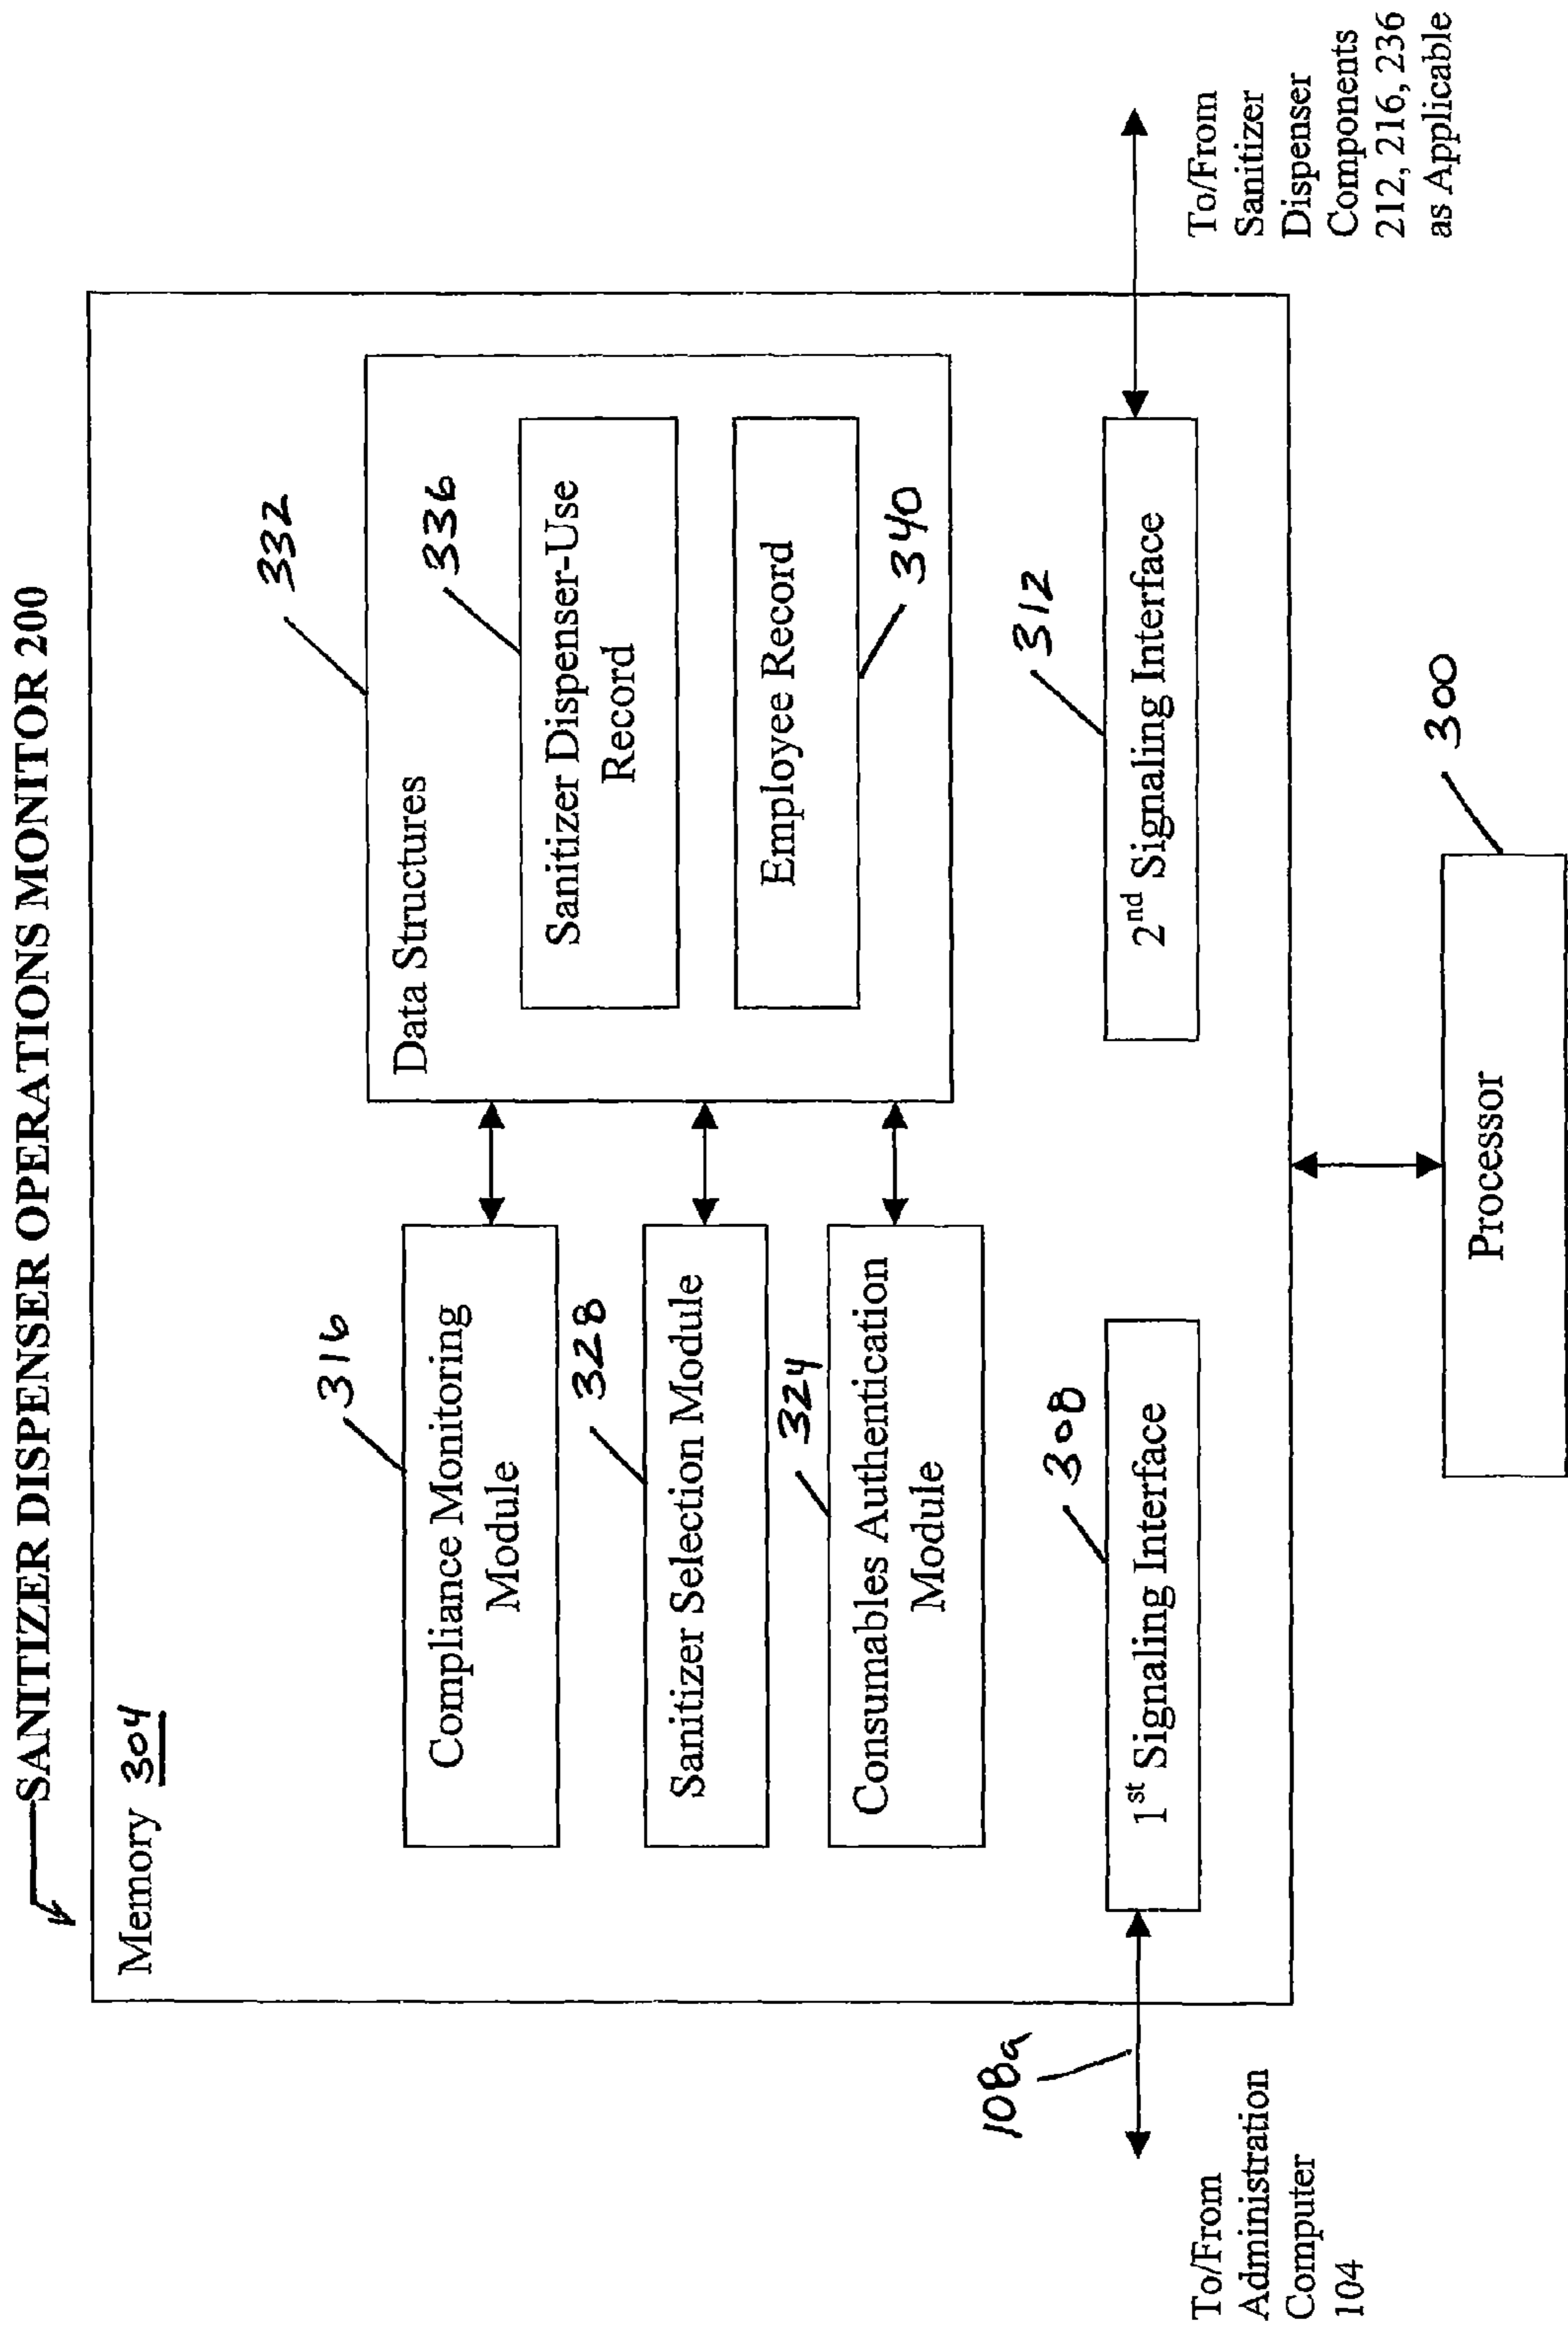 SANITIZER DISPENSER OPERATIONS MONITOR 200
Memory 304
316
Compliance Monitoring
Module
328
Sanitizer Selection Module
324
Consumables Authentication
Module
332
Data Structures
336
Sanitizer Dispenser-Use
Record
Employee Record
340
308
1st Signaling Interface
312
2nd Signaling Interface
108a
To/From
Administration
Computer
104
To/From
Sanitizer
Dispenser
Components
212, 216, 236
as Applicable
Processor
300